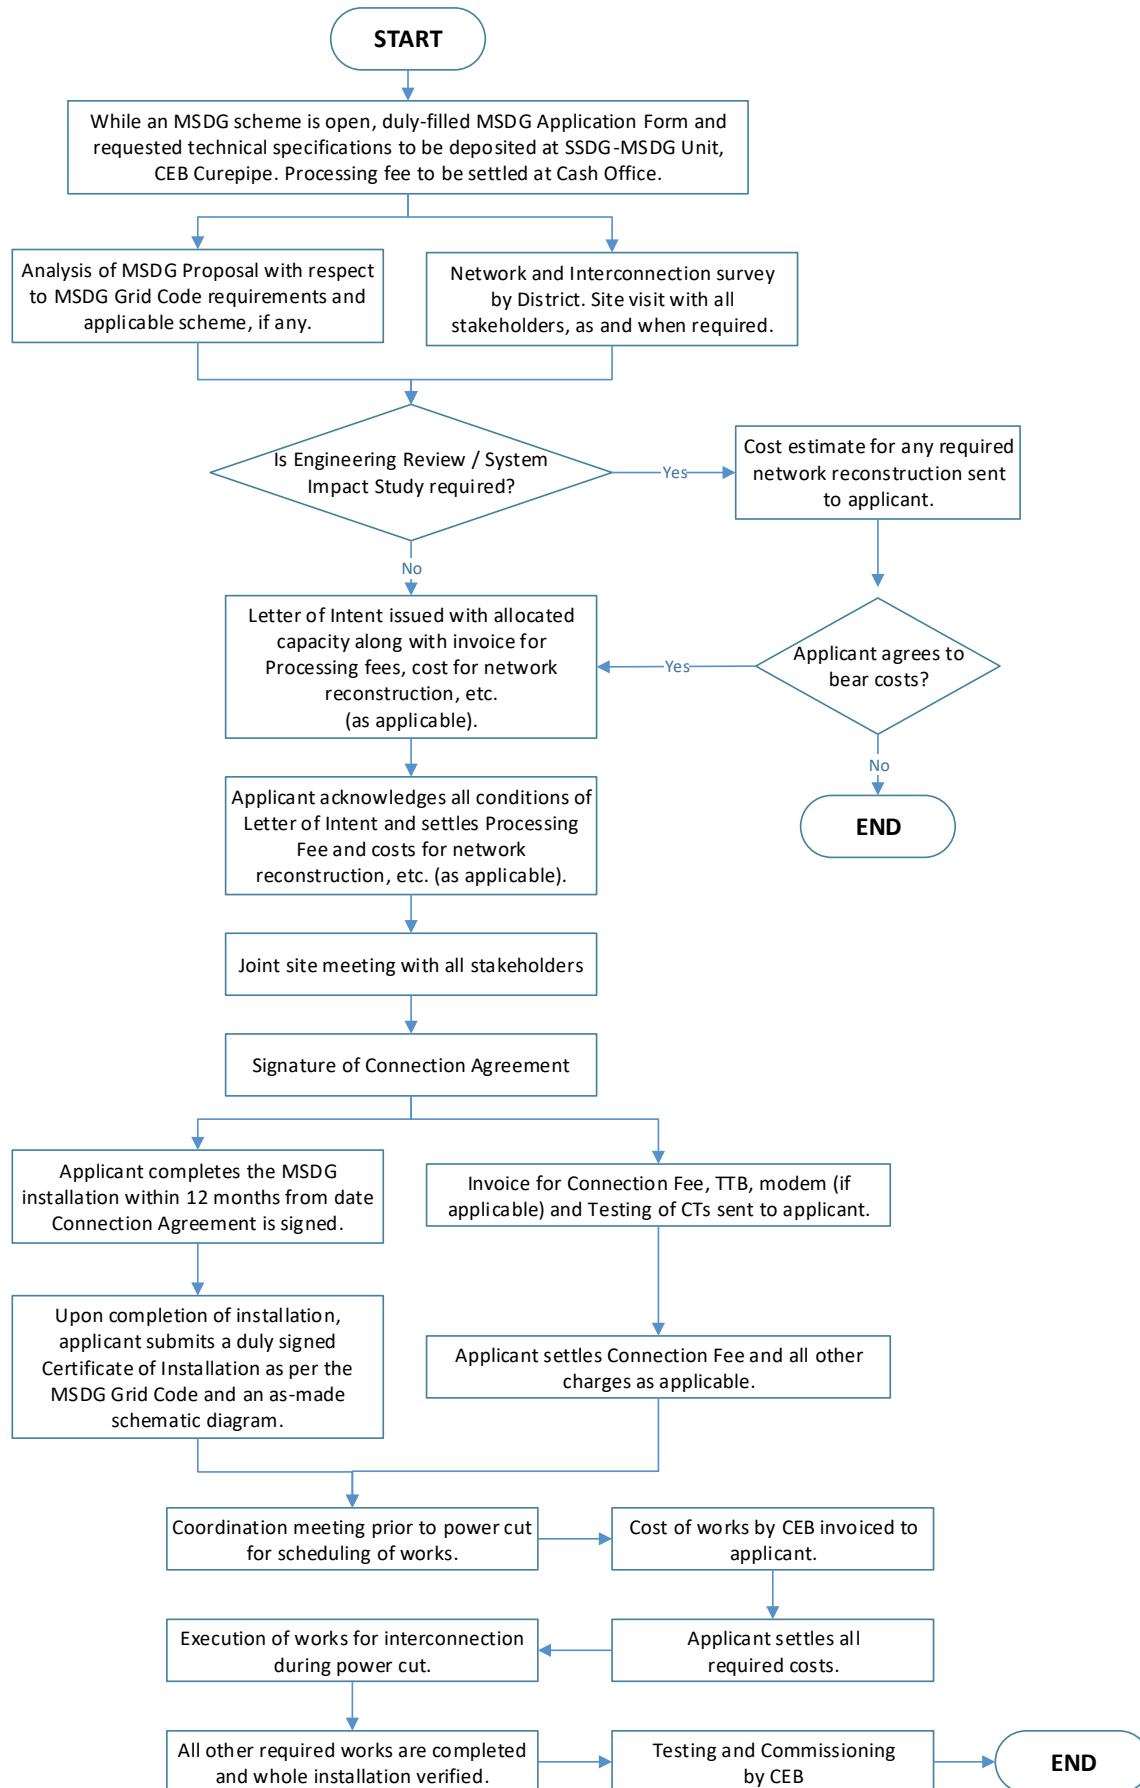 START
While an MSDG scheme is open, duly-filled MSDG Application Form and
requested technical specifications to be deposited at SSDG-MSDG Unit,
CEB Curepipe. Processing fee to be settled at Cash Office.
Analysis of MSDG Proposal with respect
to MSDG Grid Code requirements and
applicable scheme, if any.
Network and Interconnection survey
by District. Site visit with all
stakeholders, as and when required.
Is Engineering Review / System
Impact Study required?
Yes
Cost estimate for any required
network reconstruction sent
to applicant.
No
Letter of Intent issued with allocated
capacity along with invoice for
Processing fees, cost for network
reconstruction, etc.
(as applicable).
Yes
Applicant agrees to
bear costs?
No
END
Applicant acknowledges all conditions of
Letter of Intent and settles Processing
Fee and costs for network
reconstruction, etc. (as applicable).
Joint site meeting with all stakeholders
Signature of Connection Agreement
Applicant completes the MSDG
installation within 12 months from date
Connection Agreement is signed.
Invoice for Connection Fee, TTB, modem (if
applicable) and Testing of CTs sent to applicant.
Upon completion of installation,
applicant submits a duly signed
Certificate of Installation as per the
MSDG Grid Code and an as-made
schematic diagram.
Applicant settles Connection Fee and all other
charges as applicable.
Coordination meeting prior to power cut
for scheduling of works.
Cost of works by CEB invoiced to
applicant.
Execution of works for interconnection
during power cut.
Applicant settles all
required costs.
All other required works are completed
and whole installation verified.
Testing and Commissioning
by CEB
END